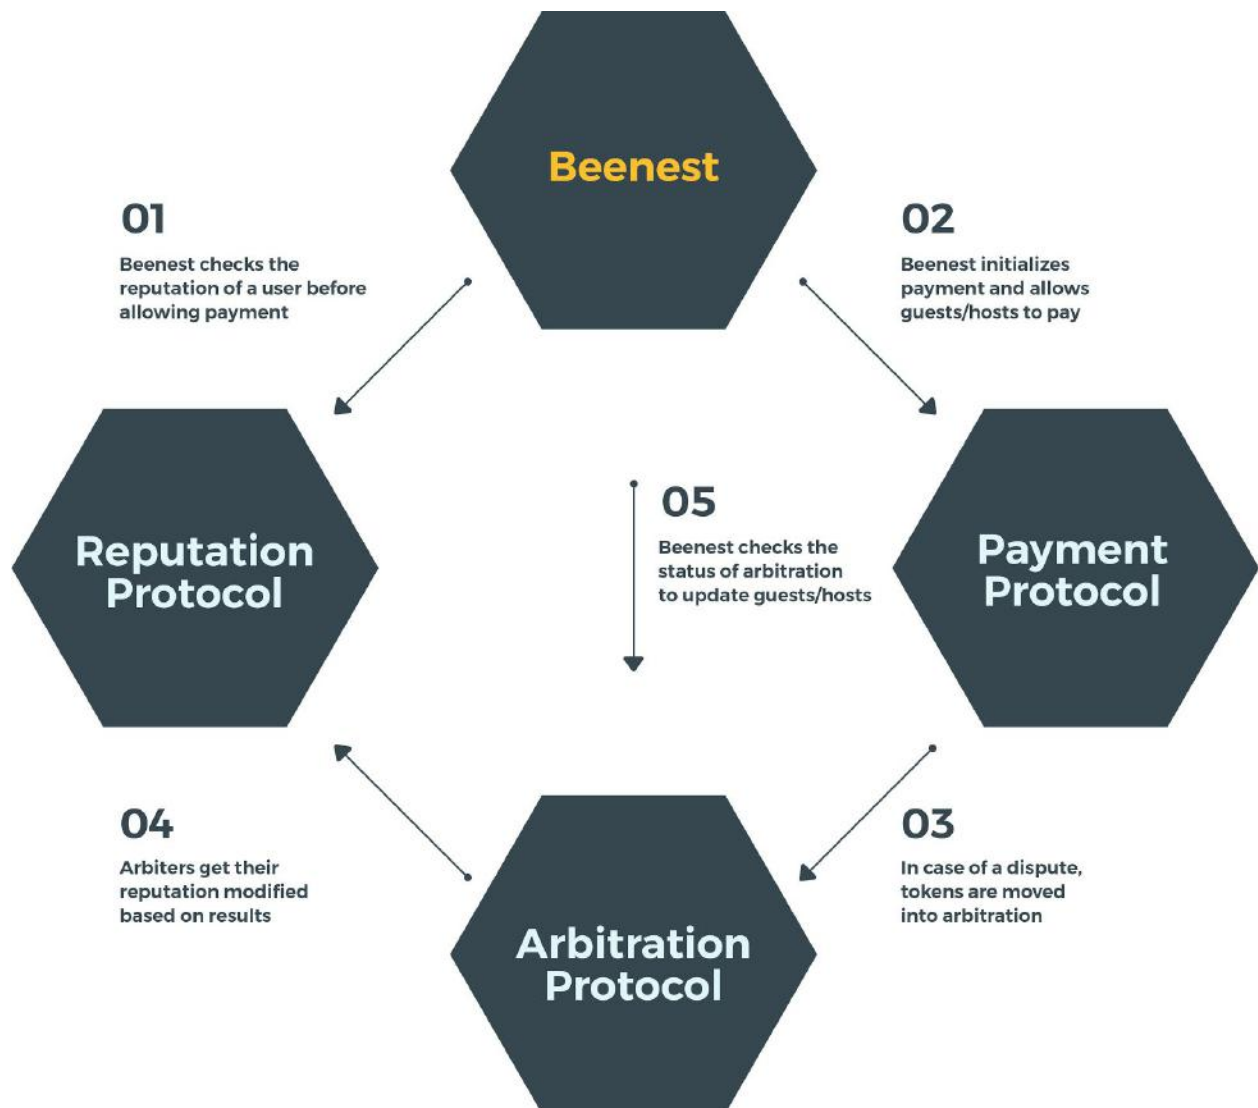 Beenest
01
Beenest checks the
reputation of a user before
allowing payment
02
Beenest initializes
payment and allows
guests/hosts to pay
Reputation
Protocol
05
Beenest checks the
status of arbitration
to update guests/hosts
Payment
Protocol
04
Arbiters get their
reputation modified
based on results
03
In case of a dispute,
tokens are moved
into arbitration
Arbitration
Protocol